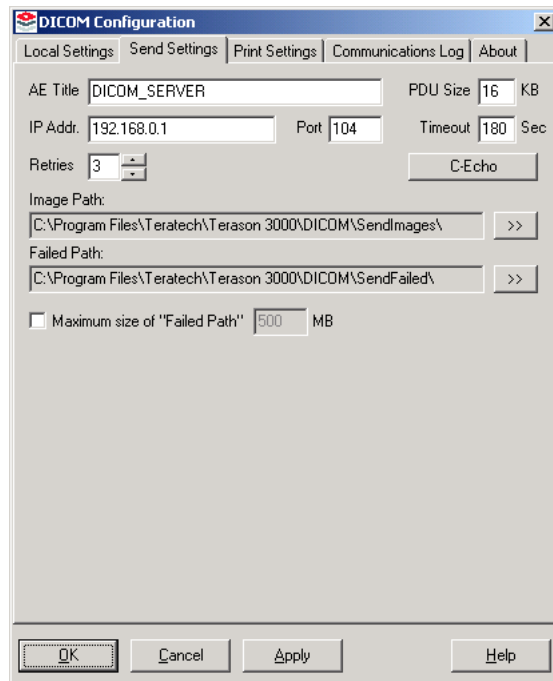 DICOM Configuration
Local Settings Send Settings Print Settings Communications Log About
AE Title DICOM_SERVER PDU Size 16 KB
IP Addr. 192.168.0.1 Port 104 Timeout 180 Sec
Retries 3 C-Echo
Image Path:
C:\Program Files\Teratech\Terason 3000\DICOM\SendImages\ >>
Failed Path:
C:\Program Files\Teratech\Terason 3000\DICOM\SendFailed\ >>
Maximum size of "Failed Path" 500 MB
OK Cancel Apply Help